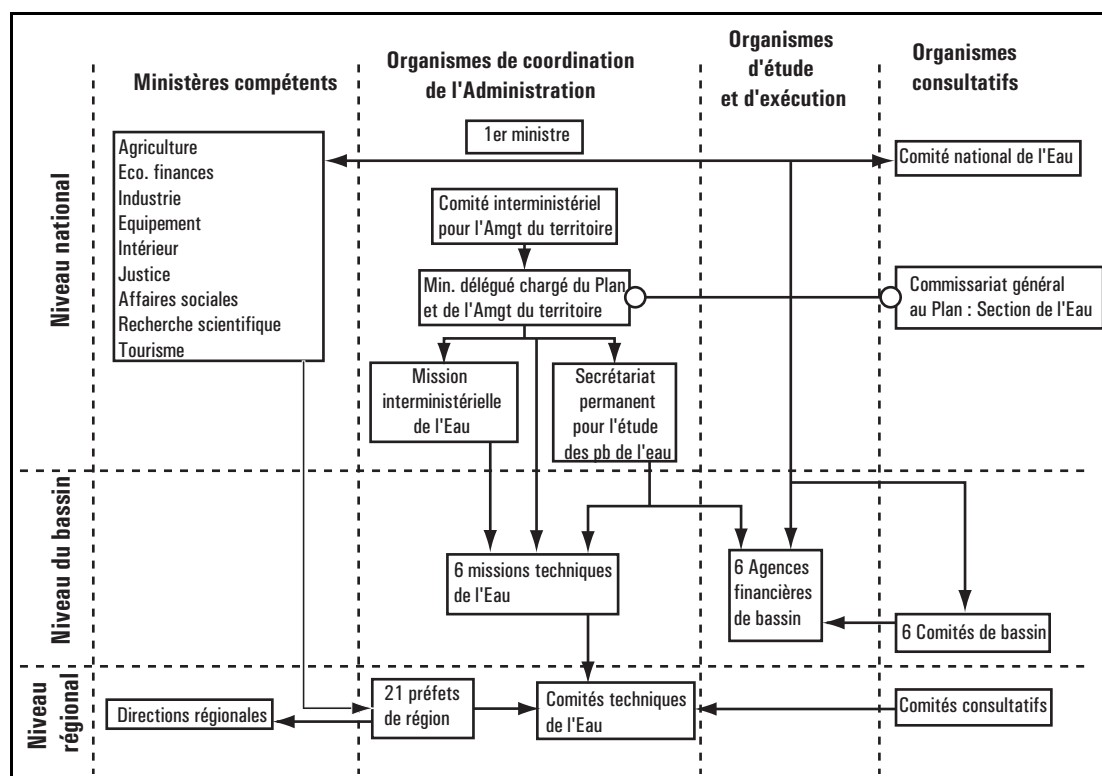 Ministères compétents
Organismes de coordination
de l'Administration
Organismes
d'étude
et d'exécution
Organismes
consultatifs
Niveau national
1er ministre
Agriculture
Eco. finances
Industrie
Equipement
Intérieur
Justice
Affaires sociales
Recherche scientifique
Tourisme
Comité national de l'Eau
Comité interministériel
pour l'Amgt du territoire
Min. délégué chargé du Plan
et de l'Amgt du territoire
Commissariat général
au Plan : Section de l'Eau
Mission
interministérielle
de l'Eau
Secrétariat
permanent
pour l'étude
des pb de l'eau
Niveau du bassin
6 missions techniques
de l'Eau
6 Agences
financières
de bassin
6 Comités de bassin
Niveau
régional
Directions régionales
21 préfets
de région
Comités techniques
de l'Eau
Comités consultatifs